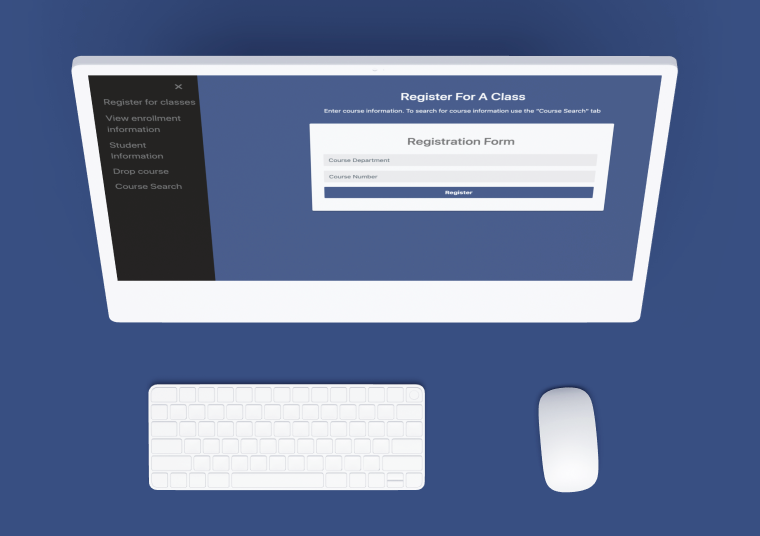 ×
Register for classes
View enrollment
information
Student
Information
Drop course
Course Search
Register For A Class
Enter course information. To search for course information use the "Course Search" tab
Registration Form
Course Department
Course Number
Register